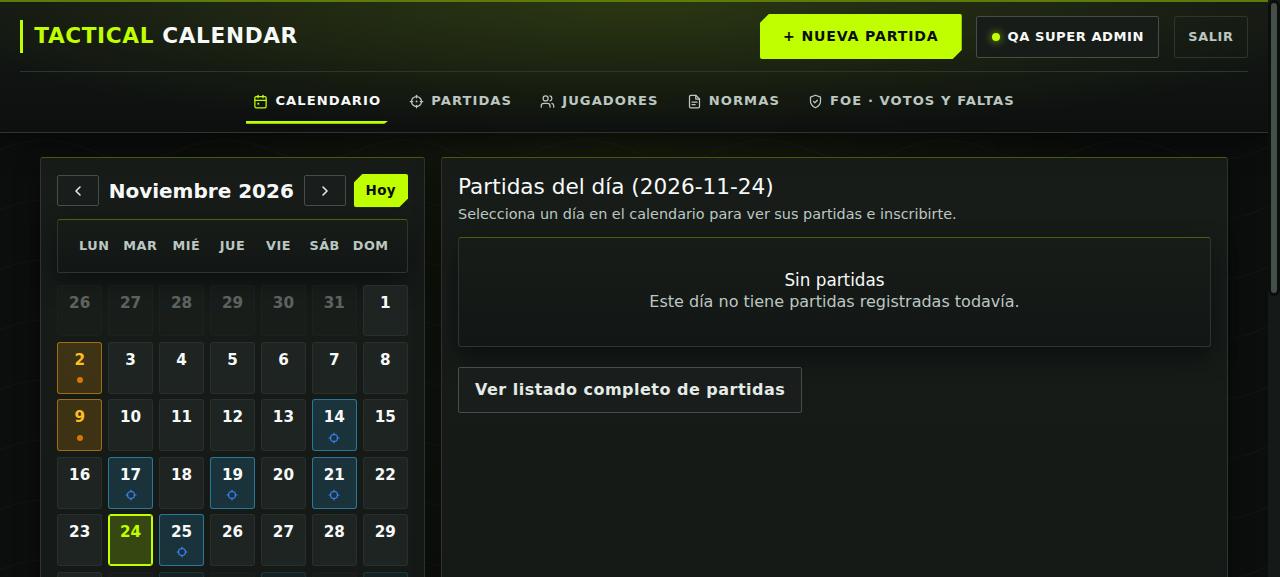 TACTICAL CALENDAR
+ NUEVA PARTIDA
QA SUPER ADMIN
SALIR
CALENDARIO
PARTIDAS
JUGADORES
NORMAS
FOE · VOTOS Y FALTAS
Noviembre 2026
Hoy
LUN MAR MIÉ JUE VIE SÁB DOM
26 27 28 29 30 31 1
2 3 4 5 6 7 8
9 10 11 12 13 14 15
16 17 18 19 20 21 22
23 24 25 26 27 28 29
Partidas del día (2026-11-24)
Selecciona un día en el calendario para ver sus partidas e inscribirte.
Sin partidas
Este día no tiene partidas registradas todavía.
Ver listado completo de partidas